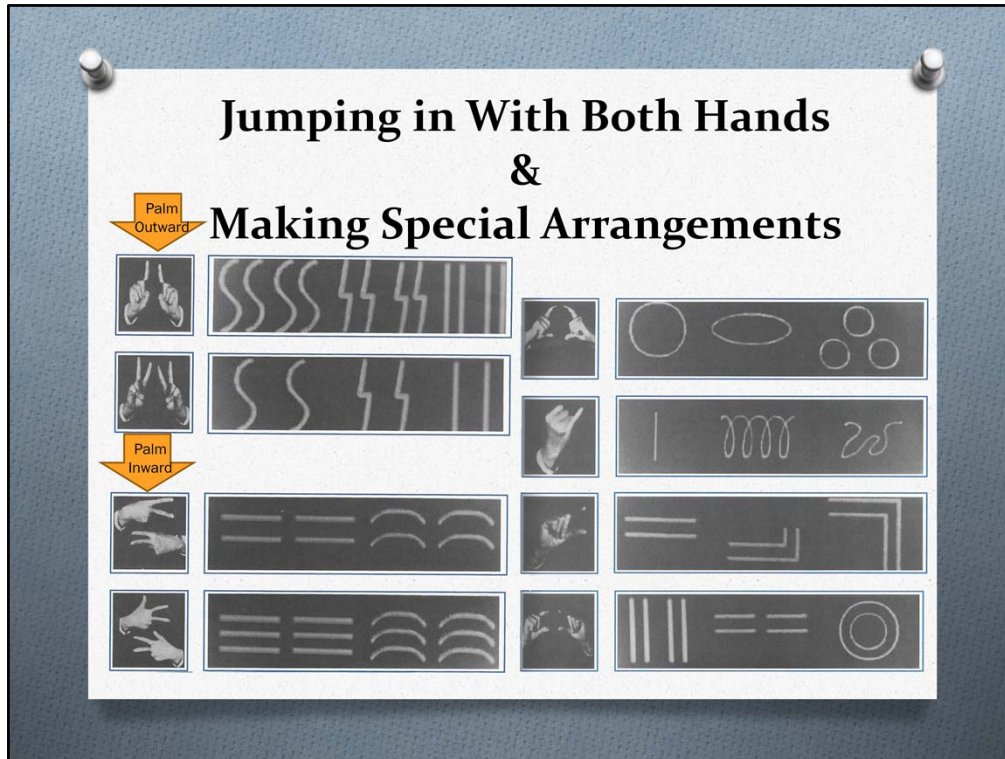 Jumping in With Both Hands
&
Making Special Arrangements
Palm
Outward
Palm
Inward